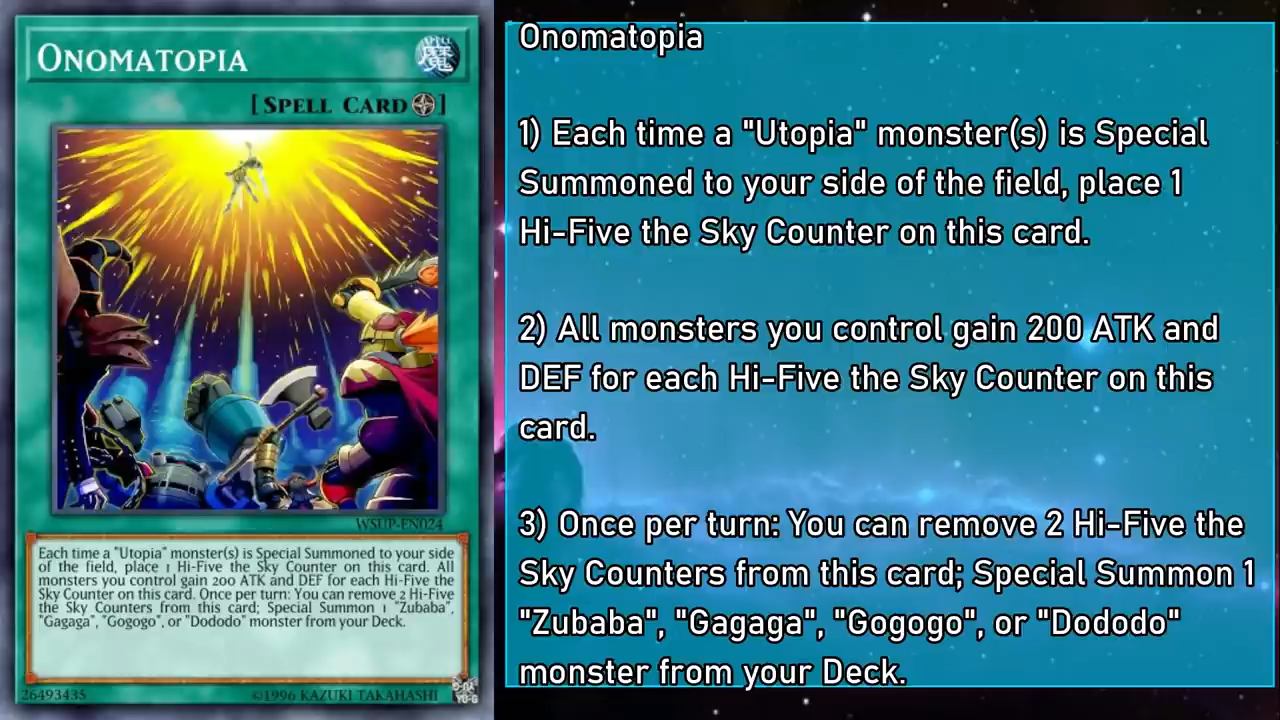 ONOMATOPIA
魔
[SPELL CARD]
WSUP-EN024
Each time a "Utopia" monster(s) is Special Summoned to your side
of the field, place 1 Hi-Five the Sky Counter on this card. All
monsters you control gain 200 ATK and DEF for each Hi-Five the
Sky Counter on this card. Once per turn: You can remove 2 Hi-Five
the Sky Counters from this card; Special Summon 1 "Zubaba",
"Gagaga", "Gogogo", or "Dododo" monster from your Deck.
26493435
©1996 KAZUKI TAKAHASHI
Onomatopia
1) Each time a "Utopia" monster(s) is Special
Summoned to your side of the field, place 1
Hi-Five the Sky Counter on this card.
2) All monsters you control gain 200 ATK and
DEF for each Hi-Five the Sky Counter on this
card.
3) Once per turn: You can remove 2 Hi-Five the
Sky Counters from this card; Special Summon 1
"Zubaba", "Gagaga", "Gogogo", or "Dododo"
monster from your Deck.